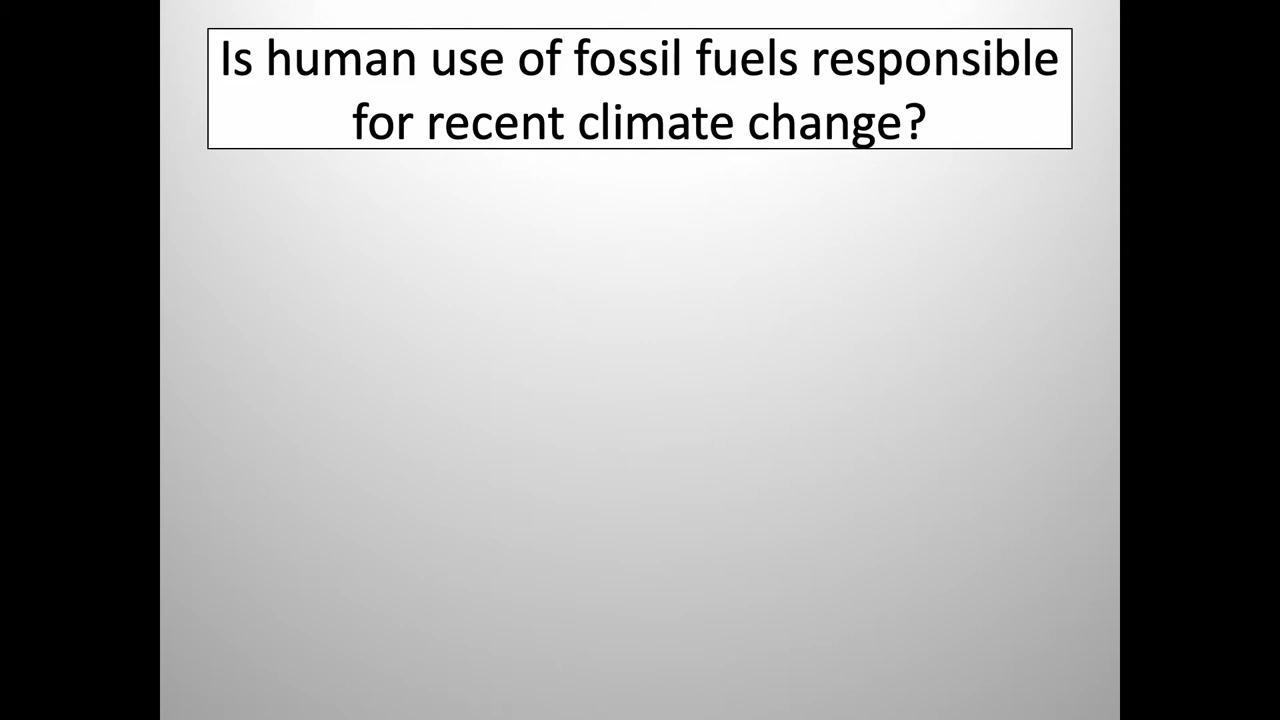 Is human use of fossil fuels responsible
for recent climate change?